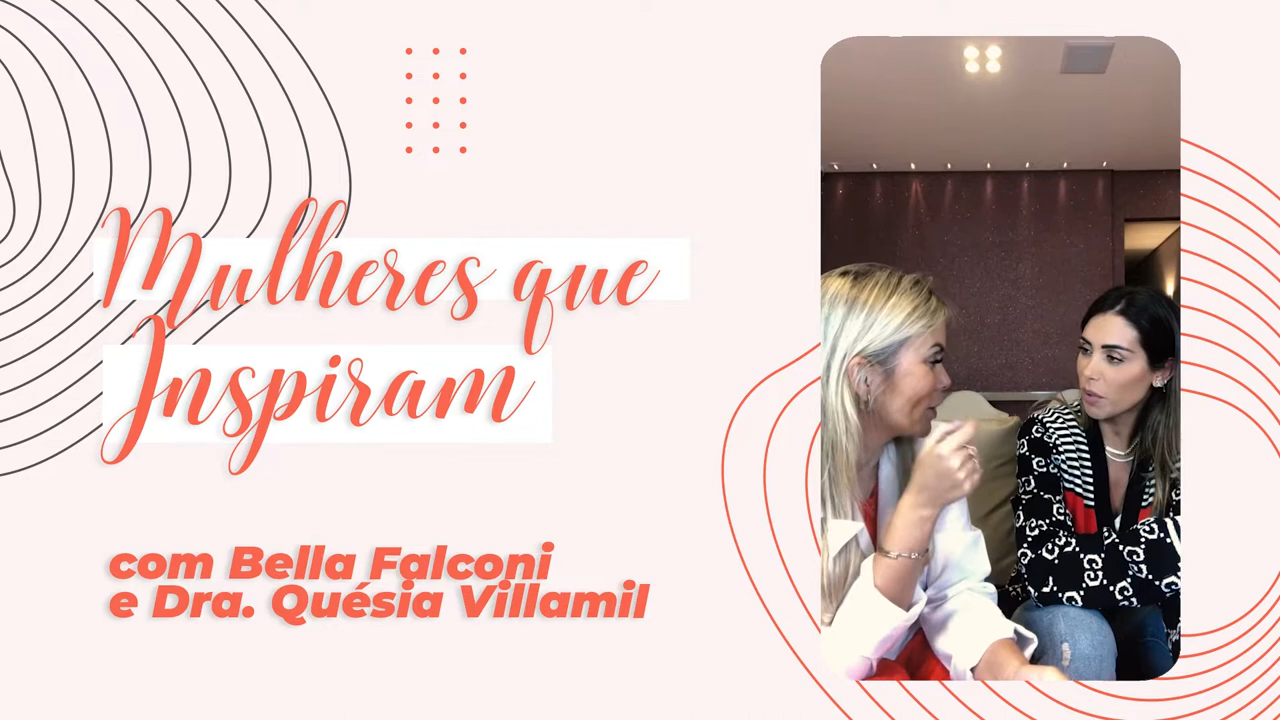 Mulheres que
Inspiram
com Bella Falconi
e Dra. Quésia Villamil